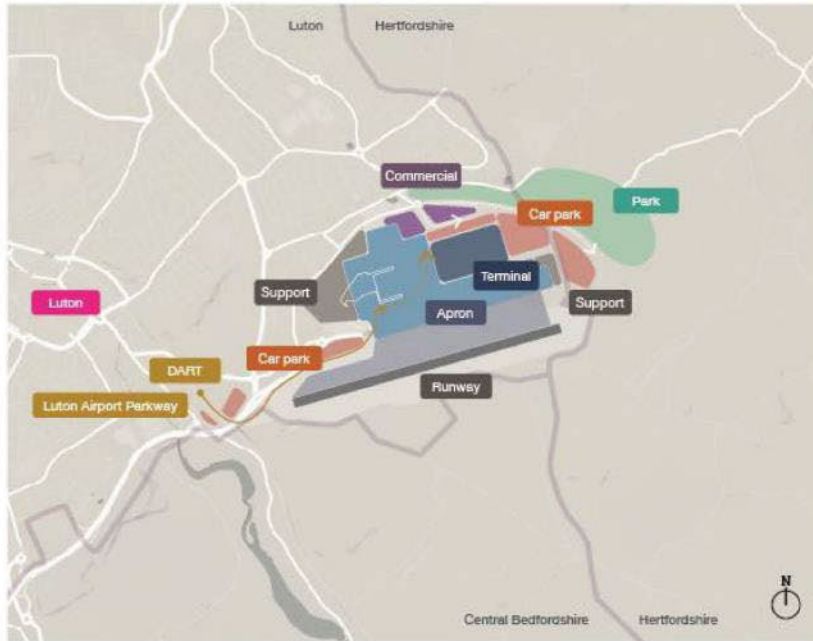 Luton
Hertfordshire
Commercial
Park
Car park
Terminal
Support
Support
Luton
Apron
Car park
DART
Runway
Luton Airport Parkway
N
Central Bedfordshire
Hertfordshire